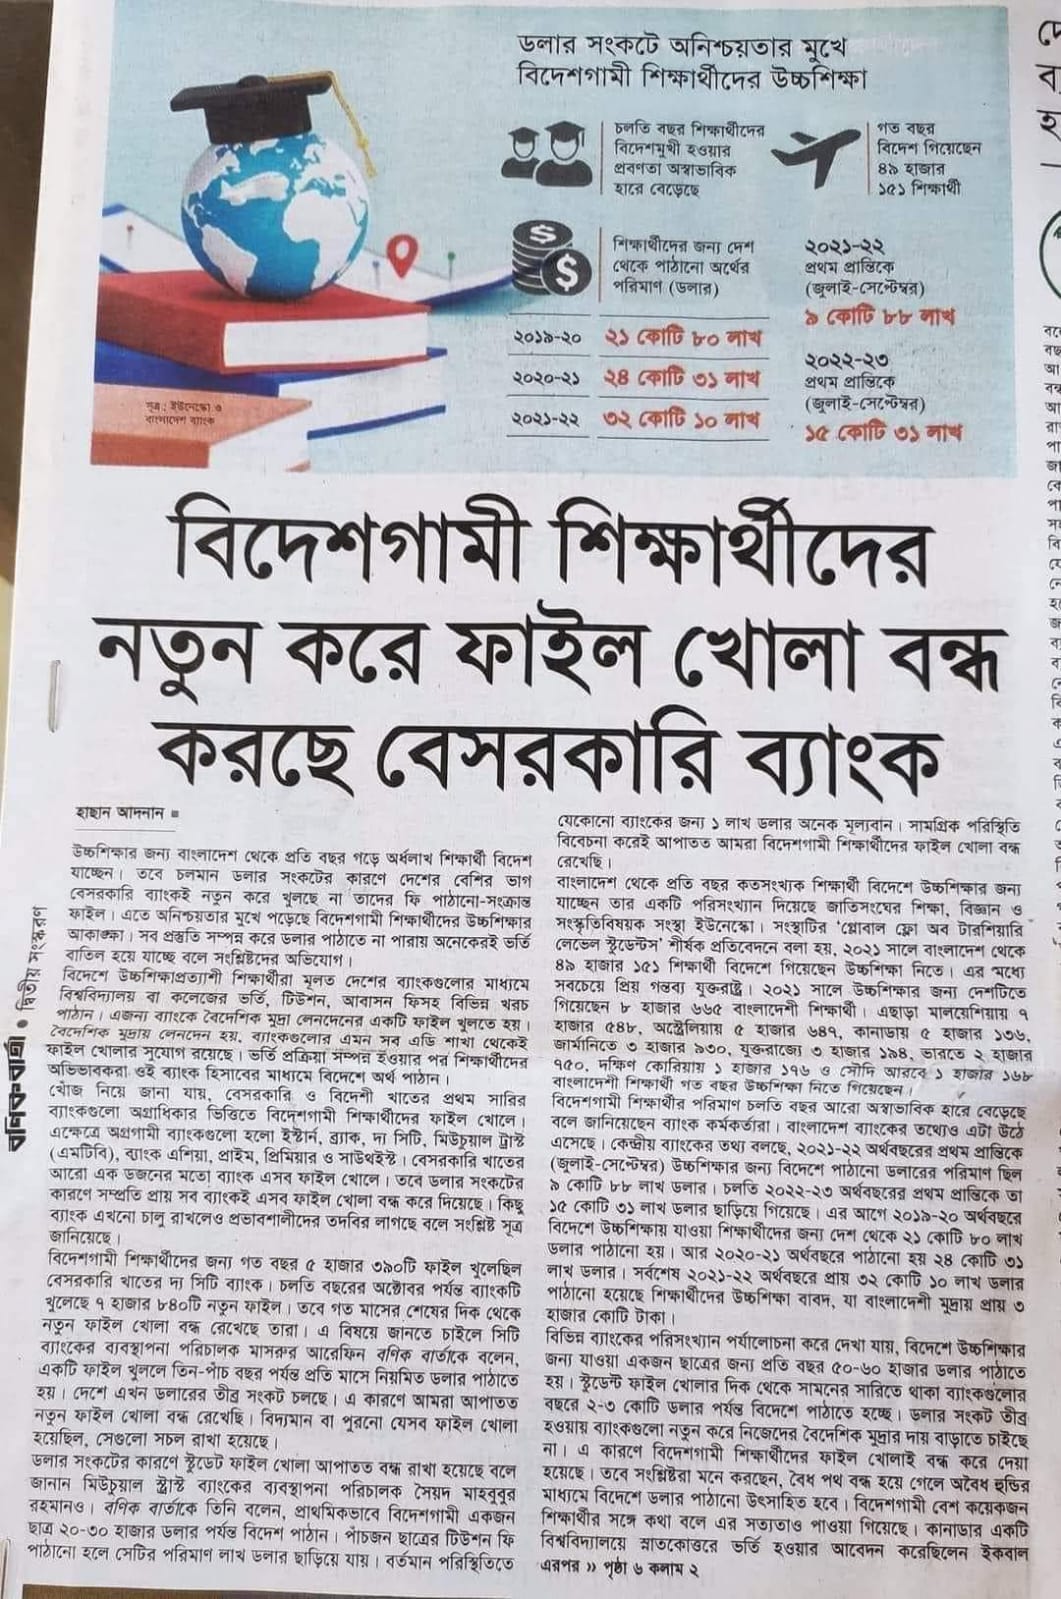 ডলার সংকটে অনিশ্চয়তার মুখে
বিদেশগামী শিক্ষার্থীদের উচ্চশিক্ষা
চলতি বছর শিক্ষার্থীদের
বিদেশমুখী হওয়ার
প্রবণতা অস্বাভাবিক
হারে বেড়েছে
গত বছর
বিদেশ গিয়েছেন
৪৯ হাজার
১৫১ শিক্ষার্থী
শিক্ষার্থীদের জন্য দেশ
থেকে পাঠানো অর্থের
পরিমাণ (ডলার)
২০১৯-২০ ২১ কোটি ৮০ লাখ
২০২০-২১ ২৪ কোটি ৩১ লাখ
২০২১-২২ ৩২ কোটি ১০ লাখ
২০২১-২২
প্রথম প্রান্তিকে
(জুলাই-সেপ্টেম্বর)
৯ কোটি ৮৮ লাখ
২০২২-২৩
প্রথম প্রান্তিকে
(জুলাই-সেপ্টেম্বর)
১৫ কোটি ৩১ লাখ
সূত্র : ইউনেস্কো ও
বাংলাদেশ ব্যাংক
বিদেশগামী শিক্ষার্থীদের
নতুন করে ফাইল খোলা বন্ধ
করছে বেসরকারি ব্যাংক
হাছান আদনান ■
উচ্চশিক্ষার জন্য বাংলাদেশ থেকে প্রতি বছর গড়ে অর্ধলাখ শিক্ষার্থী বিদেশ
যাচ্ছেন। তবে চলমান ডলার সংকটের কারণে দেশের বেশির ভাগ
বেসরকারি ব্যাংকই নতুন করে খুলছে না তাদের ফি পাঠানো-সংক্রান্ত
ফাইল। এতে অনিশ্চয়তার মুখে পড়েছে বিদেশগামী শিক্ষার্থীদের উচ্চশিক্ষার
আকাঙ্ক্ষা। সব প্রস্তুতি সম্পন্ন করে ডলার পাঠাতে না পারায় অনেকেরই ভর্তি
বাতিল হয়ে যাচ্ছে বলে সংশ্লিষ্টদের অভিযোগ।
বিদেশে উচ্চশিক্ষাপ্রত্যাশী শিক্ষার্থীরা মূলত দেশের ব্যাংকগুলোর মাধ্যমে
বিশ্ববিদ্যালয় বা কলেজের ভর্তি, টিউশন, আবাসন ফিসহ বিভিন্ন খরচ
পাঠান। এজন্য ব্যাংকে বৈদেশিক মুদ্রা লেনদেনের একটি ফাইল খুলতে হয়।
বৈদেশিক মুদ্রায় লেনদেন হয়, ব্যাংকগুলোর এমন সব এডি শাখা থেকেই
ফাইল খোলার সুযোগ রয়েছে। ভর্তি প্রক্রিয়া সম্পন্ন হওয়ার পর শিক্ষার্থীদের
অভিভাবকরা ওই ব্যাংক হিসাবের মাধ্যমে বিদেশে অর্থ পাঠান।
খোঁজ নিয়ে জানা যায়, বেসরকারি ও বিদেশী খাতের প্রথম সারির
ব্যাংকগুলো অগ্রাধিকার ভিত্তিতে বিদেশগামী শিক্ষার্থীদের ফাইল খোলে।
এক্ষেত্রে অগ্রগামী ব্যাংকগুলো হলো ইস্টার্ন, ব্র্যাক, দ্য সিটি, মিউচুয়াল ট্রাস্ট
(এমটিবি), ব্যাংক এশিয়া, প্রাইম, প্রিমিয়ার ও সাউথইস্ট। বেসরকারি খাতের
আরো এক ডজনের মতো ব্যাংক এসব ফাইল খোলে। তবে ডলার সংকটের
কারণে সম্প্রতি প্রায় সব ব্যাংকই এসব ফাইল খোলা বন্ধ করে দিয়েছে। কিছু
ব্যাংক এখনো চালু রাখলেও প্রভাবশালীদের তদবির লাগছে বলে সংশ্লিষ্ট সূত্র
জানিয়েছে।
বিদেশগামী শিক্ষার্থীদের জন্য গত বছর ৫ হাজার ৩৯০টি ফাইল খুলেছিল
বেসরকারি খাতের দ্য সিটি ব্যাংক। চলতি বছরের অক্টোবর পর্যন্ত ব্যাংকটি
খুলেছে ৭ হাজার ৮৪০টি নতুন ফাইল। তবে গত মাসের শেষের দিক থেকে
নতুন ফাইল খোলা বন্ধ রেখেছে তারা। এ বিষয়ে জানতে চাইলে সিটি
ব্যাংকের ব্যবস্থাপনা পরিচালক মাসরুর আরেফিন বণিক বার্তাকে বলেন,
একটি ফাইল খুললে তিন-পাঁচ বছর পর্যন্ত প্রতি মাসে নিয়মিত ডলার পাঠাতে
হয়। দেশে এখন ডলারের তীব্র সংকট চলছে। এ কারণে আমরা আপাতত
নতুন ফাইল খোলা বন্ধ রেখেছি। বিদ্যমান বা পুরনো যেসব ফাইল খোলা
হয়েছিল, সেগুলো সচল রাখা হয়েছে।
ডলার সংকটের কারণে স্টুডেন্ট ফাইল খোলা আপাতত বন্ধ রাখা হয়েছে বলে
জানান মিউচুয়াল ট্রাস্ট ব্যাংকের ব্যবস্থাপনা পরিচালক সৈয়দ মাহবুবুর
রহমানও। বণিক বার্তাকে তিনি বলেন, প্রাথমিকভাবে বিদেশগামী একজন
ছাত্র ২০-৩০ হাজার ডলার পর্যন্ত বিদেশ পাঠান। পাঁচজন ছাত্রের টিউশন ফি
পাঠানো হলে সেটির পরিমাণ লাখ ডলার ছাড়িয়ে যায়। বর্তমান পরিস্থিতিতে
যেকোনো ব্যাংকের জন্য ১ লাখ ডলার অনেক মূল্যবান। সামগ্রিক পরিস্থিতি
বিবেচনা করেই আপাতত আমরা বিদেশগামী শিক্ষার্থীদের ফাইল খোলা বন্ধ
রেখেছি।
বাংলাদেশ থেকে প্রতি বছর কতসংখ্যক শিক্ষার্থী বিদেশে উচ্চশিক্ষার জন্য
যাচ্ছেন তার একটি পরিসংখ্যান দিয়েছে জাতিসংঘের শিক্ষা, বিজ্ঞান ও
সংস্কৃতিবিষয়ক সংস্থা ইউনেস্কো। সংস্থাটির ‘গ্লোবাল ফ্লো অব টারশিয়ারি
লেভেল স্টুডেন্টস’ শীর্ষক প্রতিবেদনে বলা হয়, ২০২১ সালে বাংলাদেশ থেকে
৪৯ হাজার ১৫১ শিক্ষার্থী বিদেশে গিয়েছেন উচ্চশিক্ষা নিতে। এর মধ্যে
সবচেয়ে প্রিয় গন্তব্য যুক্তরাষ্ট্র। ২০২১ সালে উচ্চশিক্ষার জন্য দেশটিতে
গিয়েছেন ৮ হাজার ৬৬৫ বাংলাদেশী শিক্ষার্থী। এছাড়া মালয়েশিয়ায় ৭
হাজার ৫৪৮, অস্ট্রেলিয়ায় ৫ হাজার ৬৪৭, কানাডায় ৫ হাজার ১৩৬,
জার্মানিতে ৩ হাজার ৯৩০, যুক্তরাজ্যে ৩ হাজার ১৯৪, ভারতে ২ হাজার
৭৫০, দক্ষিণ কোরিয়ায় ১ হাজার ১৭৬ ও সৌদি আরবে ১ হাজার ১৬৮
বাংলাদেশী শিক্ষার্থী গত বছর উচ্চশিক্ষা নিতে গিয়েছেন।
বিদেশগামী শিক্ষার্থীর পরিমাণ চলতি বছর আরো অস্বাভাবিক হারে বেড়েছে
বলে জানিয়েছেন ব্যাংক কর্মকর্তারা। বাংলাদেশ ব্যাংকের তথ্যেও এটা উঠে
এসেছে। কেন্দ্রীয় ব্যাংকের তথ্য বলছে, ২০২১-২২ অর্থবছরের প্রথম প্রান্তিকে
(জুলাই-সেপ্টেম্বর) উচ্চশিক্ষার জন্য বিদেশে পাঠানো ডলারের পরিমাণ ছিল
৯ কোটি ৮৮ লাখ ডলার। চলতি ২০২২-২৩ অর্থবছরের প্রথম প্রান্তিকে তা
১৫ কোটি ৩১ লাখ ডলার ছাড়িয়ে গিয়েছে। এর আগে ২০১৯-২০ অর্থবছরে
বিদেশে উচ্চশিক্ষায় যাওয়া শিক্ষার্থীদের জন্য দেশ থেকে ২১ কোটি ৮০ লাখ
ডলার পাঠানো হয়। আর ২০২০-২১ অর্থবছরে পাঠানো হয় ২৪ কোটি ৩১
লাখ ডলার। সর্বশেষ ২০২১-২২ অর্থবছরে প্রায় ৩২ কোটি ১০ লাখ ডলার
পাঠানো হয়েছে শিক্ষার্থীদের উচ্চশিক্ষা বাবদ, যা বাংলাদেশী মুদ্রায় প্রায় ৩
হাজার কোটি টাকা।
বিভিন্ন ব্যাংকের পরিসংখ্যান পর্যালোচনা করে দেখা যায়, বিদেশে উচ্চশিক্ষার
জন্য যাওয়া একজন ছাত্রের জন্য প্রতি বছর ৫০-৬০ হাজার ডলার পাঠাতে
হয়। স্টুডেন্ট ফাইল খোলার দিক থেকে সামনের সারিতে থাকা ব্যাংকগুলোর
বছরে ২-৩ কোটি ডলার পর্যন্ত বিদেশে পাঠাতে হচ্ছে। ডলার সংকট তীব্র
হওয়ায় ব্যাংকগুলো নতুন করে নিজেদের বৈদেশিক মুদ্রার দায় বাড়াতে চাইছে
না। এ কারণে বিদেশগামী শিক্ষার্থীদের ফাইল খোলাই বন্ধ করে দেয়া
হয়েছে। তবে সংশ্লিষ্টরা মনে করছেন, বৈধ পথ বন্ধ হয়ে গেলে অবৈধ হুন্ডির
মাধ্যমে বিদেশে ডলার পাঠানো উৎসাহিত হবে। বিদেশগামী বেশ কয়েকজন
শিক্ষার্থীর সঙ্গে কথা বলে এর সত্যতাও পাওয়া গিয়েছে। কানাডার একটি
বিশ্ববিদ্যালয়ে স্নাতকোত্তরে ভর্তি হওয়ার আবেদন করেছিলেন ইকবাল
এরপর » পৃষ্ঠা ৬ কলাম ২
বণিক বার্তা ● দ্বিতীয় সংস্করণ